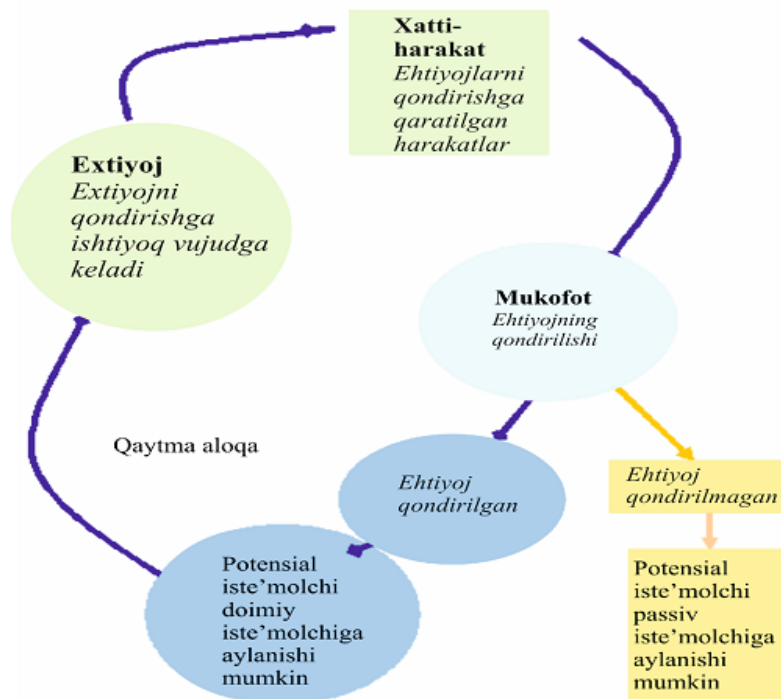 Xatti-
harakat
Ehtiyojlarni
qondirishga
qaratilgan
harakatlar
Extiyoj
Extiyojni
qondirishga
ishtiyoq vujudga
keladi
Mukofot
Ehtiyojning
qondirilishi
Qaytma aloqa
Ehtiyoj
qondirilgan
Ehtiyoj
qondirilmagan
Potensial
iste’molchi
doimiy
iste’molchiga
aylanishi
mumkin
Potensial
iste’molchi
passiv
iste’molchiga
aylanishi
mumkin